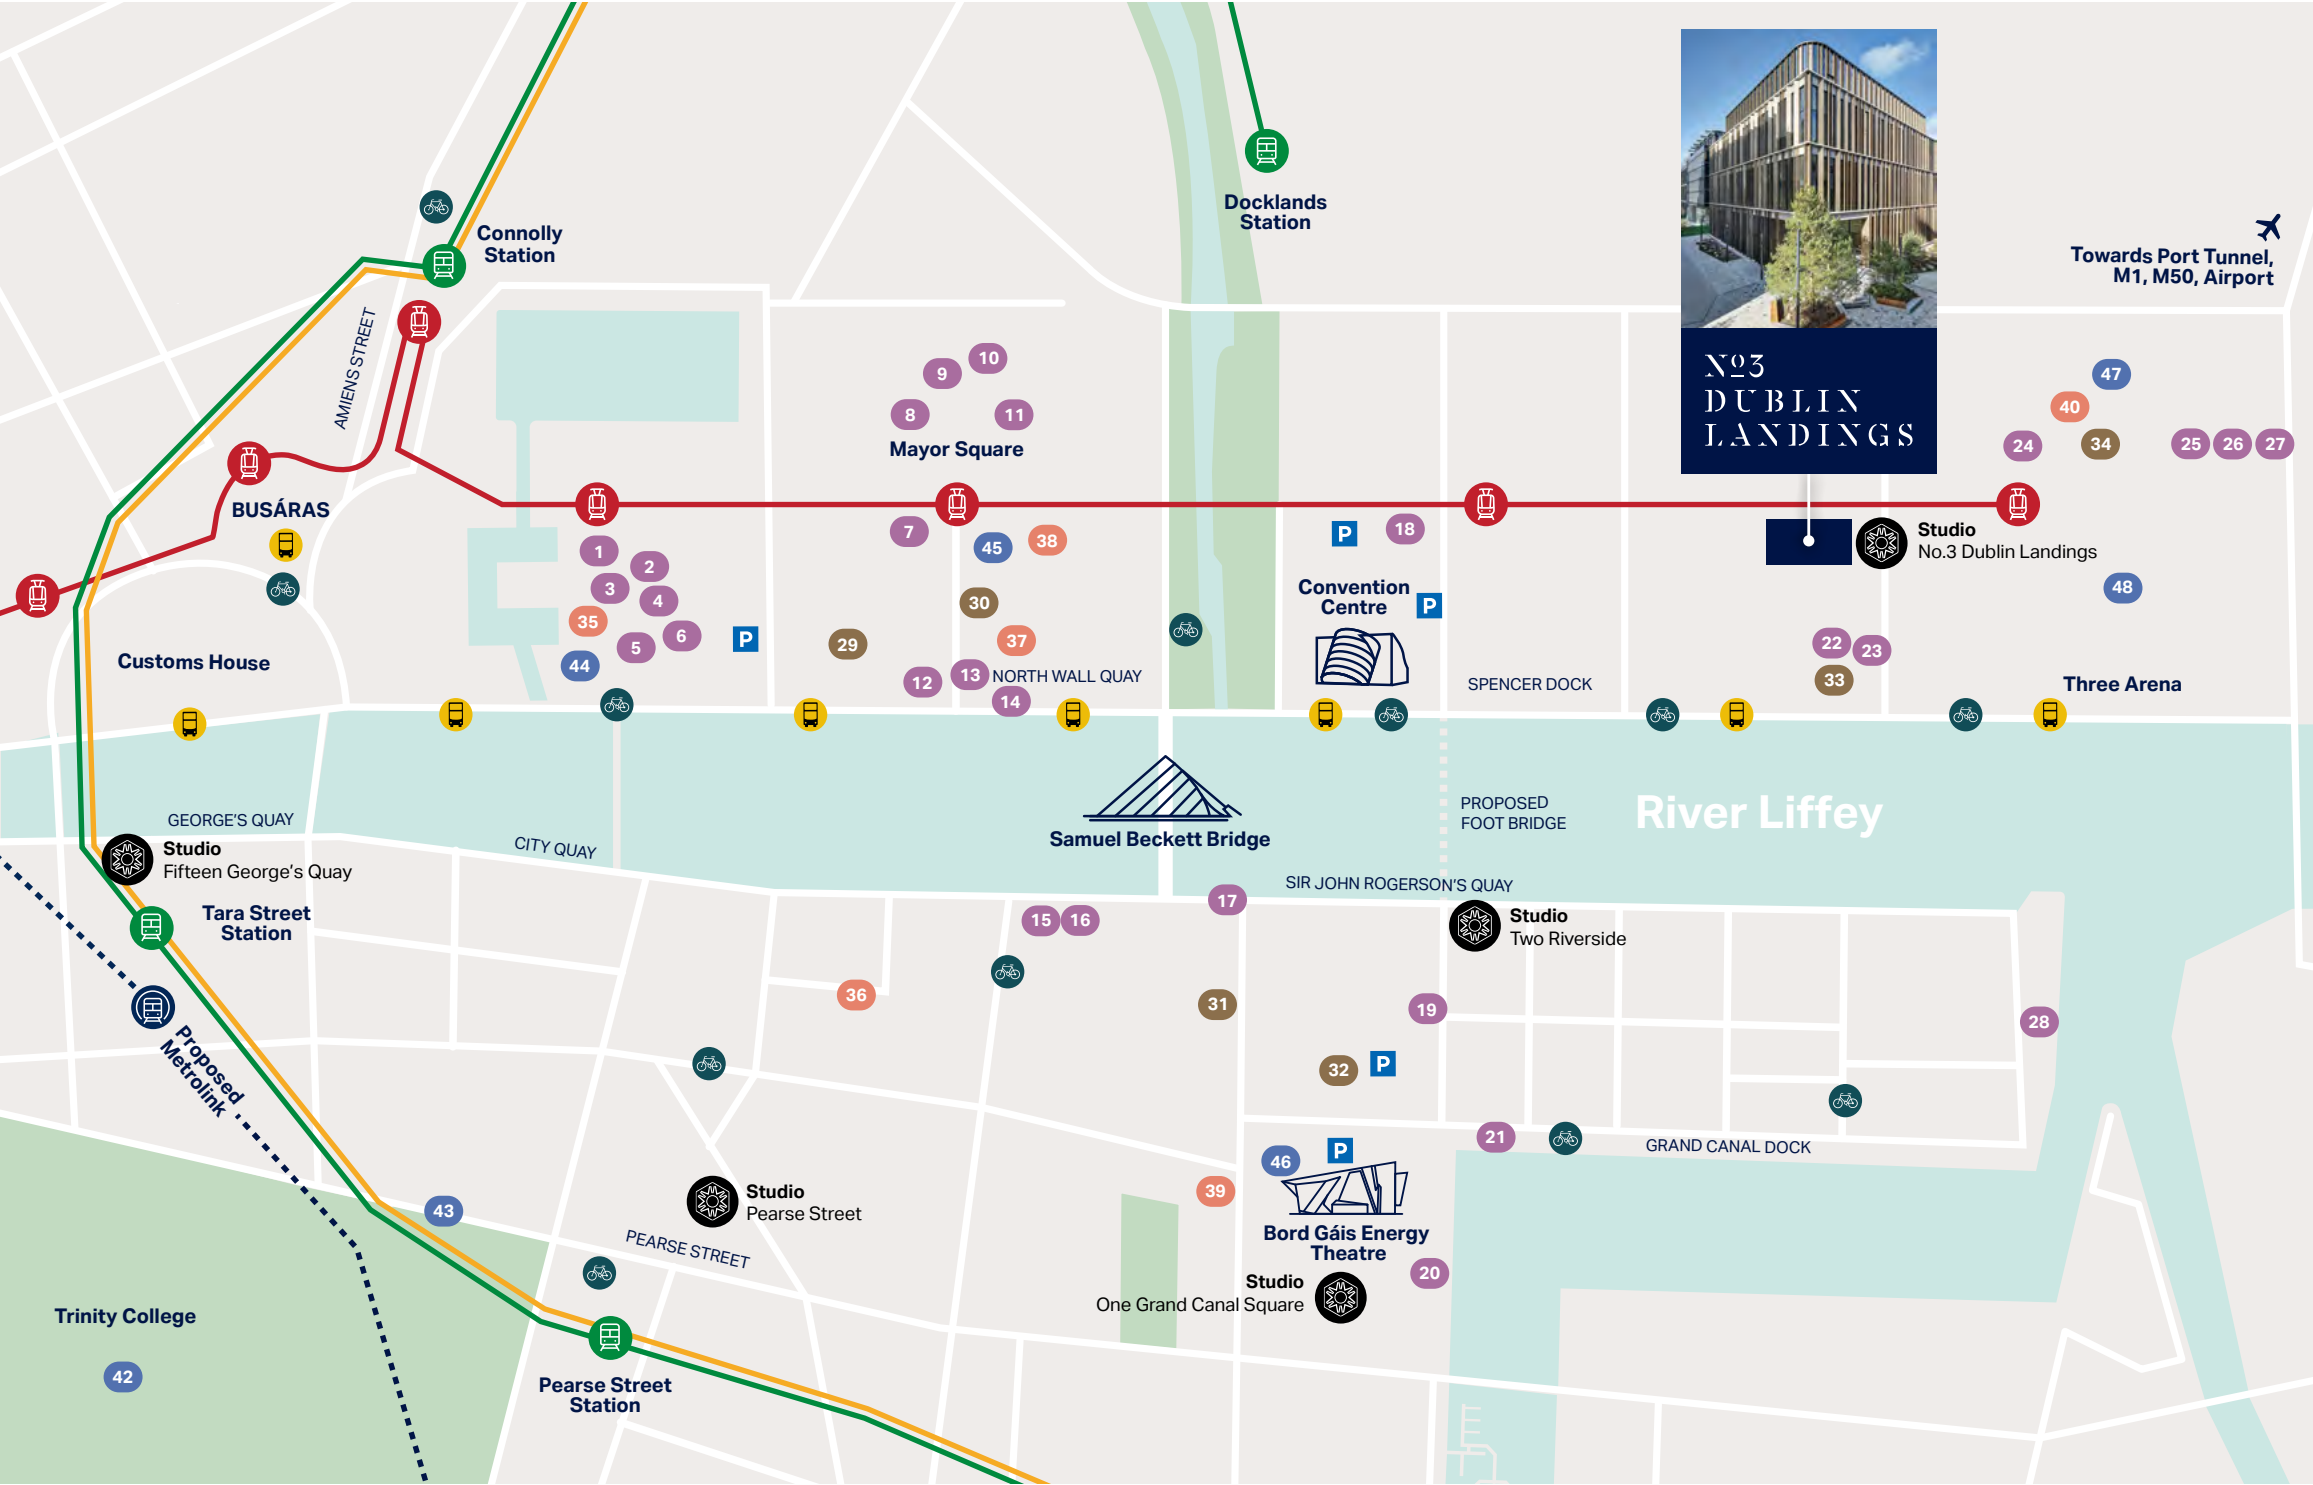 Connolly
Station
Docklands
Station
Towards Port Tunnel,
M1, M50, Airport
AMIENS STREET
Nº3
DUBLIN
LANDINGS
10
9
8
11
Mayor Square
47
40
24
34
25
26
27
BUSÁRAS
7
45
38
P
18
Studio
No.3 Dublin Landings
1
2
3
4
35
5
6
44
P
29
30
37
12
13
14
NORTH WALL QUAY
Convention
Centre
P
48
22
23
33
SPENCER DOCK
Three Arena
Customs House
GEORGE'S QUAY
CITY QUAY
Samuel Beckett Bridge
PROPOSED
FOOT BRIDGE
River Liffey
Studio
Fifteen George's Quay
SIR JOHN ROGERSON'S QUAY
17
15
16
Tara Street
Station
Studio
Two Riverside
36
31
19
28
Proposed
Metrolink
32
P
21
GRAND CANAL DOCK
46
P
39
43
Studio
Pearse Street
PEARSE STREET
Bord Gáis Energy
Theatre
20
Studio
One Grand Canal Square
Trinity College
42
Pearse Street
Station